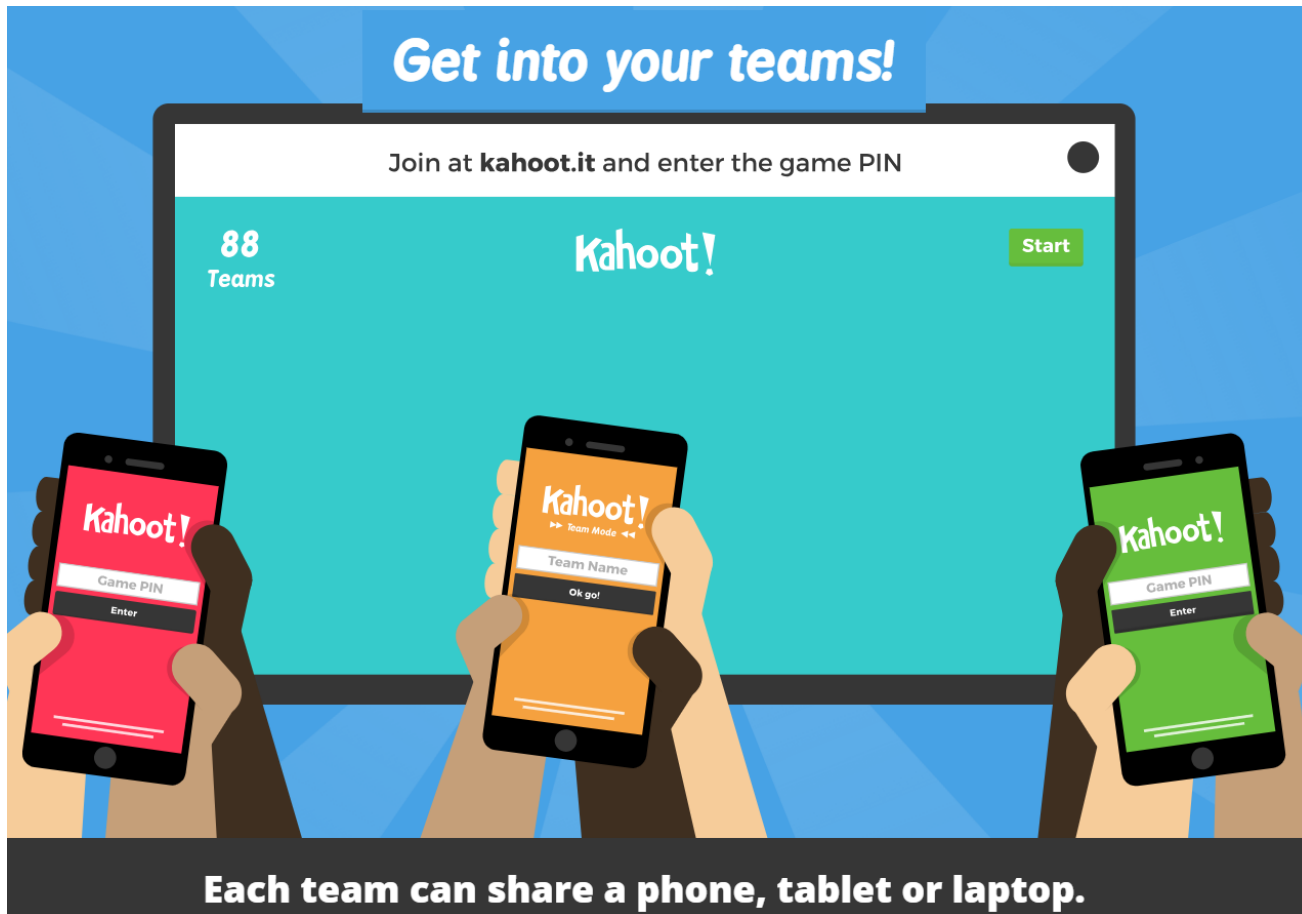 Get into your teams!
Join at kahoot.it and enter the game PIN
88
Teams
Kahoot!
Start
Kahoot!
Game PIN
Enter
Kahoot!
Team Mode
Team Name
Ok go!
Kahoot!
Game PIN
Enter
Each team can share a phone, tablet or laptop.